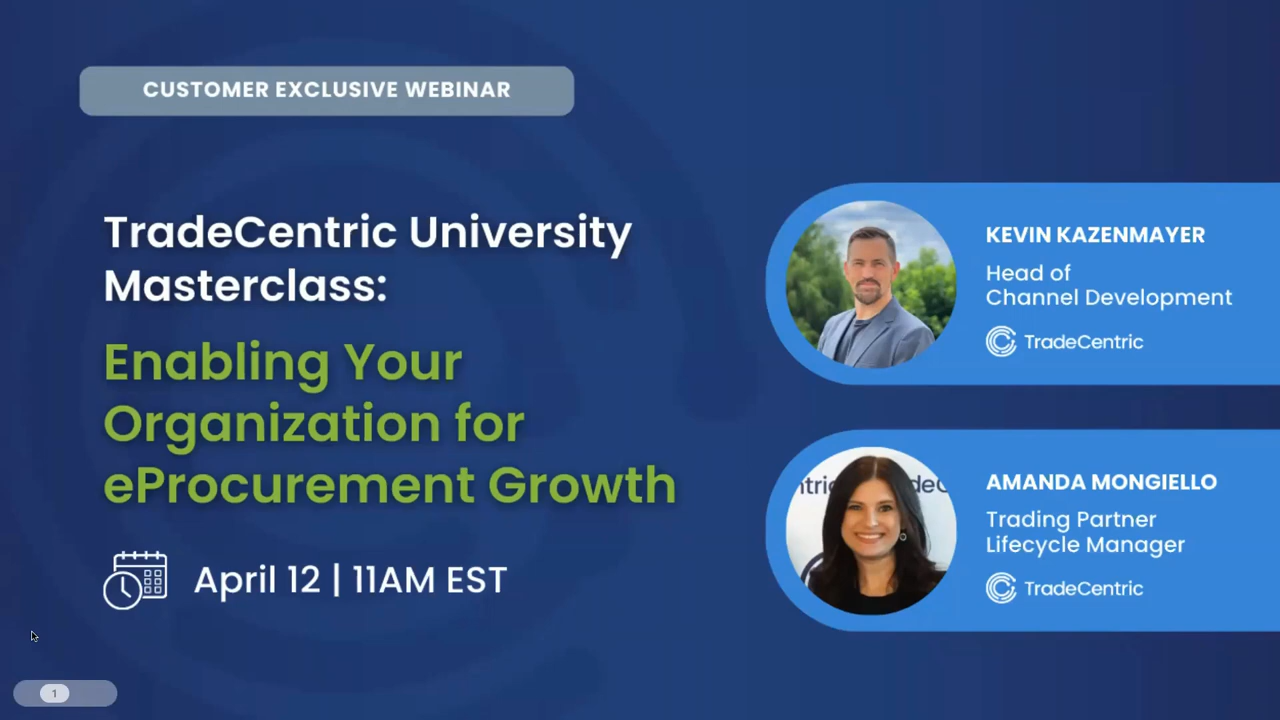 CUSTOMER EXCLUSIVE WEBINAR
TradeCentric University
Masterclass:
Enabling Your
Organization for
eProcurement Growth
April 12 | 11AM EST
KEVIN KAZENMAYER
Head of
Channel Development
TradeCentric
AMANDA MONGIELLO
Trading Partner
Lifecycle Manager
TradeCentric
1